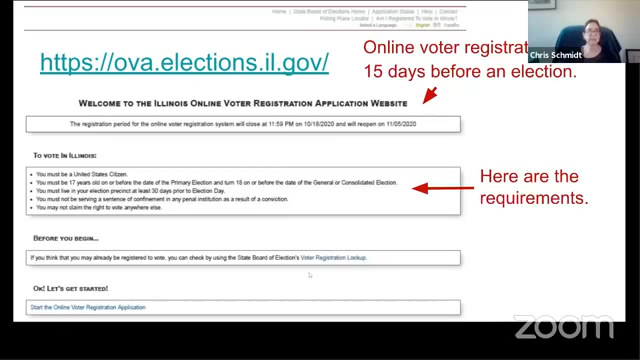 Home | State Board of Elections Home | Application Status | Help | Contact
Polling Place Locator | Am I Registered To Vote in Illinois?
Select a Language English
https://ova.elections.il.gov/
Online voter registrat
15 days before an election.
Chris Schmidt
WELCOME TO THE ILLINOIS ONLINE VOTER REGISTRATION APPLICATION WEBSITE
The registration period for the online voter registration system will close at 11:59 PM on 10/18/2020 and will reopen on 11/05/2020
TO VOTE IN ILLINOIS:
• You must be a United States Citizen.
• You must be 17 years old on or before the date of the Primary Election and turn 18 on or before the date of the General or Consolidated Election.
• You must live in your election precinct at least 30 days prior to Election Day.
• You must not be serving a sentence of confinement in any penal institution as a result of a conviction.
• You may not claim the right to vote anywhere else.
Here are the
requirements.
BEFORE YOU BEGIN...
If you think that you may already be registered to vote, you can check by using the State Board of Election's Voter Registration Lookup.
OK! LET'S GET STARTED!
Start the Online Voter Registration Application
zoom